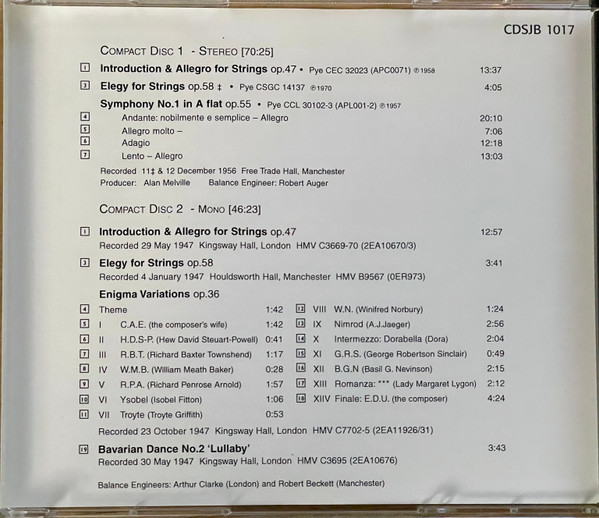 CDSJB 1017
COMPACT DISC 1 - STEREO [70:25]
1 Introduction & Allegro for Strings op.47 • Pye CEC 32023 (APC0071) ℗1958 13:37
3 Elegy for Strings op.58 ‡ • Pye CSGC 14137 ℗1970 4:05
Symphony No.1 in A flat op.55 • Pye CCL 30102-3 (APL001-2) ℗1957
4 Andante: nobilmente e semplice – Allegro 20:10
5 Allegro molto – 7:06
6 Adagio 12:18
7 Lento – Allegro 13:03
Recorded 11‡ & 12 December 1956 Free Trade Hall, Manchester
Producer: Alan Melville Balance Engineer: Robert Auger
COMPACT DISC 2 - MONO [46:23]
1 Introduction & Allegro for Strings op.47 12:57
Recorded 29 May 1947 Kingsway Hall, London HMV C3669-70 (2EA10670/3)
3 Elegy for Strings op.58 3:41
Recorded 4 January 1947 Houldsworth Hall, Manchester HMV B9567 (0ER973)
Enigma Variations op.36
4 Theme 1:42
5 I C.A.E. (the composer's wife) 1:42
6 II H.D.S-P. (Hew David Steuart-Powell) 0:41
7 III R.B.T. (Richard Baxter Townshend) 1:17
8 IV W.M.B. (William Meath Baker) 0:28
9 V R.P.A. (Richard Penrose Arnold) 1:57
10 VI Ysobel (Isobel Fitton) 1:06
11 VII Troyte (Troyte Griffith) 0:53
12 VIII W.N. (Winifred Norbury) 1:24
13 IX Nimrod (A.J.Jaeger) 2:56
14 X Intermezzo: Dorabella (Dora) 2:04
15 XI G.R.S. (George Robertson Sinclair) 0:49
16 XII B.G.N (Basil G. Nevinson) 2:15
17 XIII Romanza: *** (Lady Margaret Lygon) 2:12
18 XIIV Finale: E.D.U. (the composer) 4:24
Recorded 23 October 1947 Kingsway Hall, London HMV C7702-5 (2EA11926/31)
19 Bavarian Dance No.2 'Lullaby' 3:43
Recorded 30 May 1947 Kingsway Hall, London HMV C3695 (2EA10676)
Balance Engineers: Arthur Clarke (London) and Robert Beckett (Manchester)